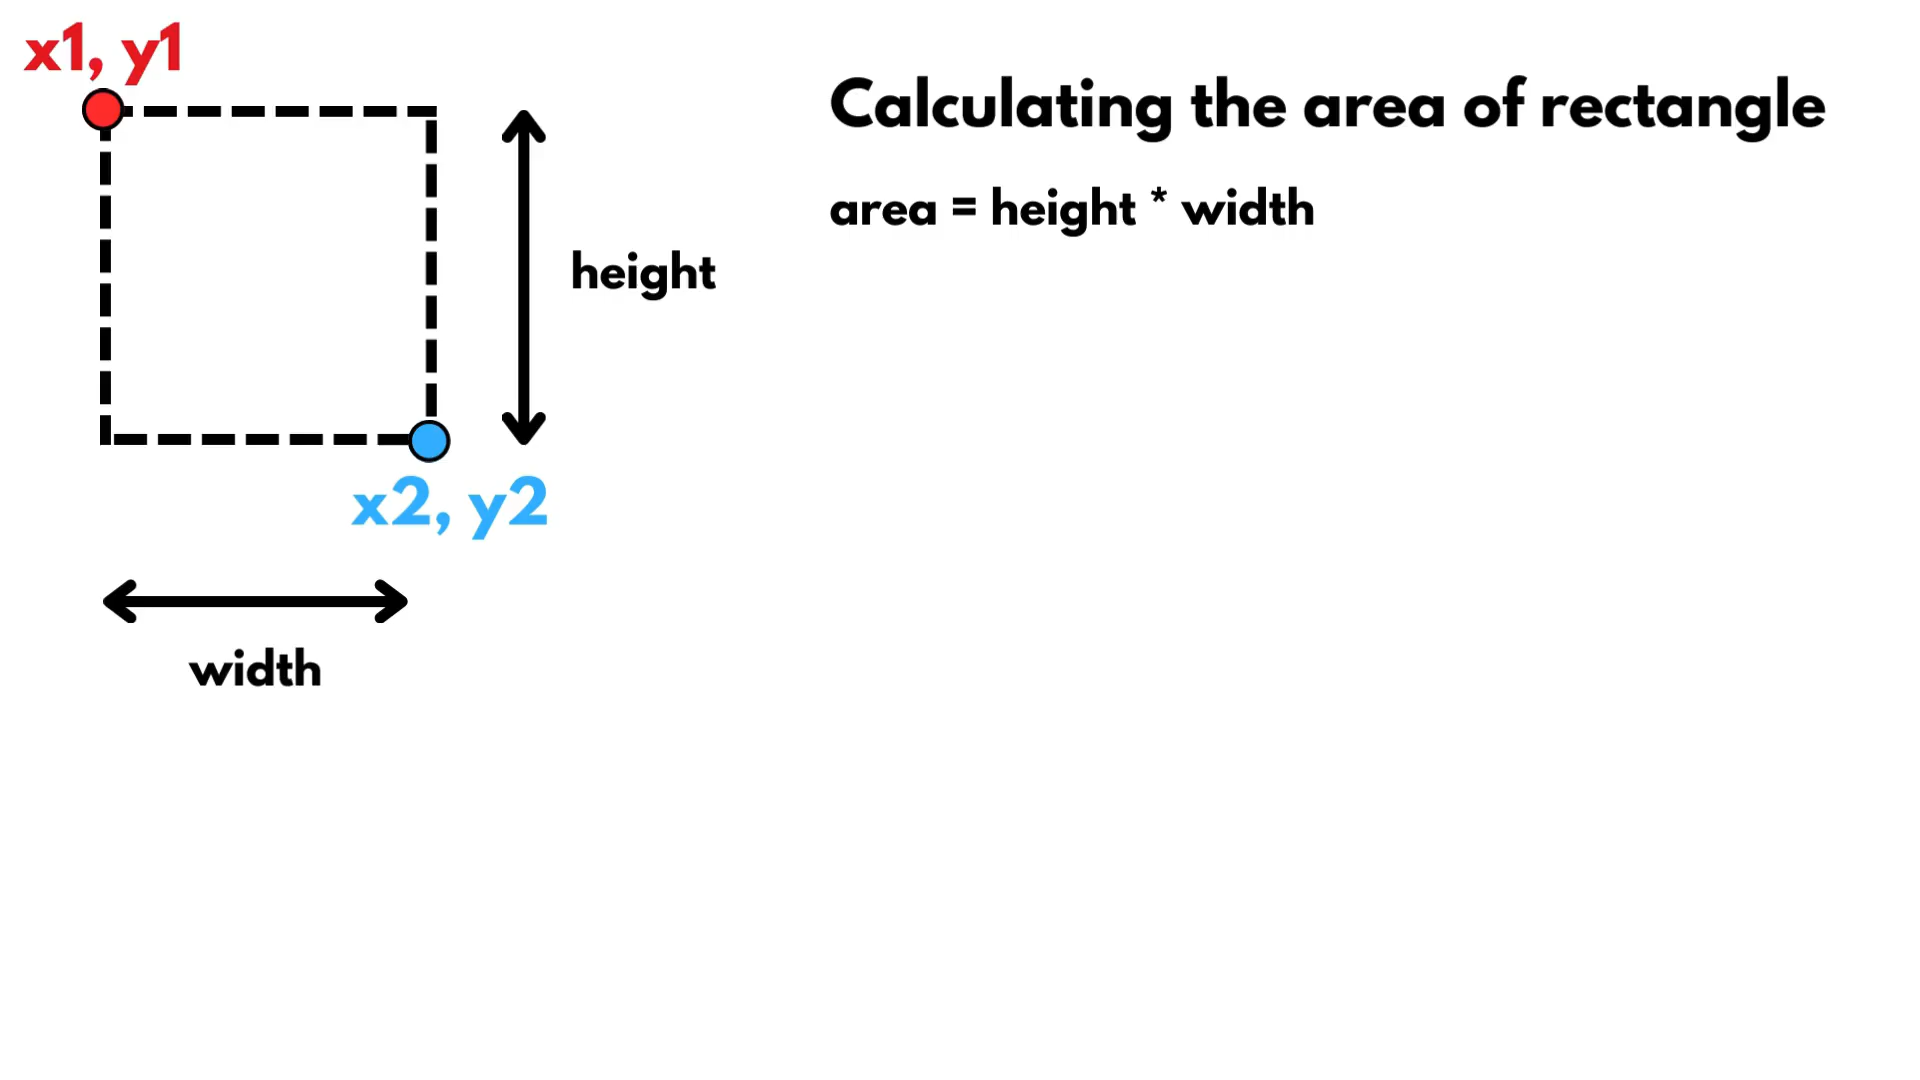 x1, y1
Calculating the area of rectangle
area = height * width
height
x2, y2
width